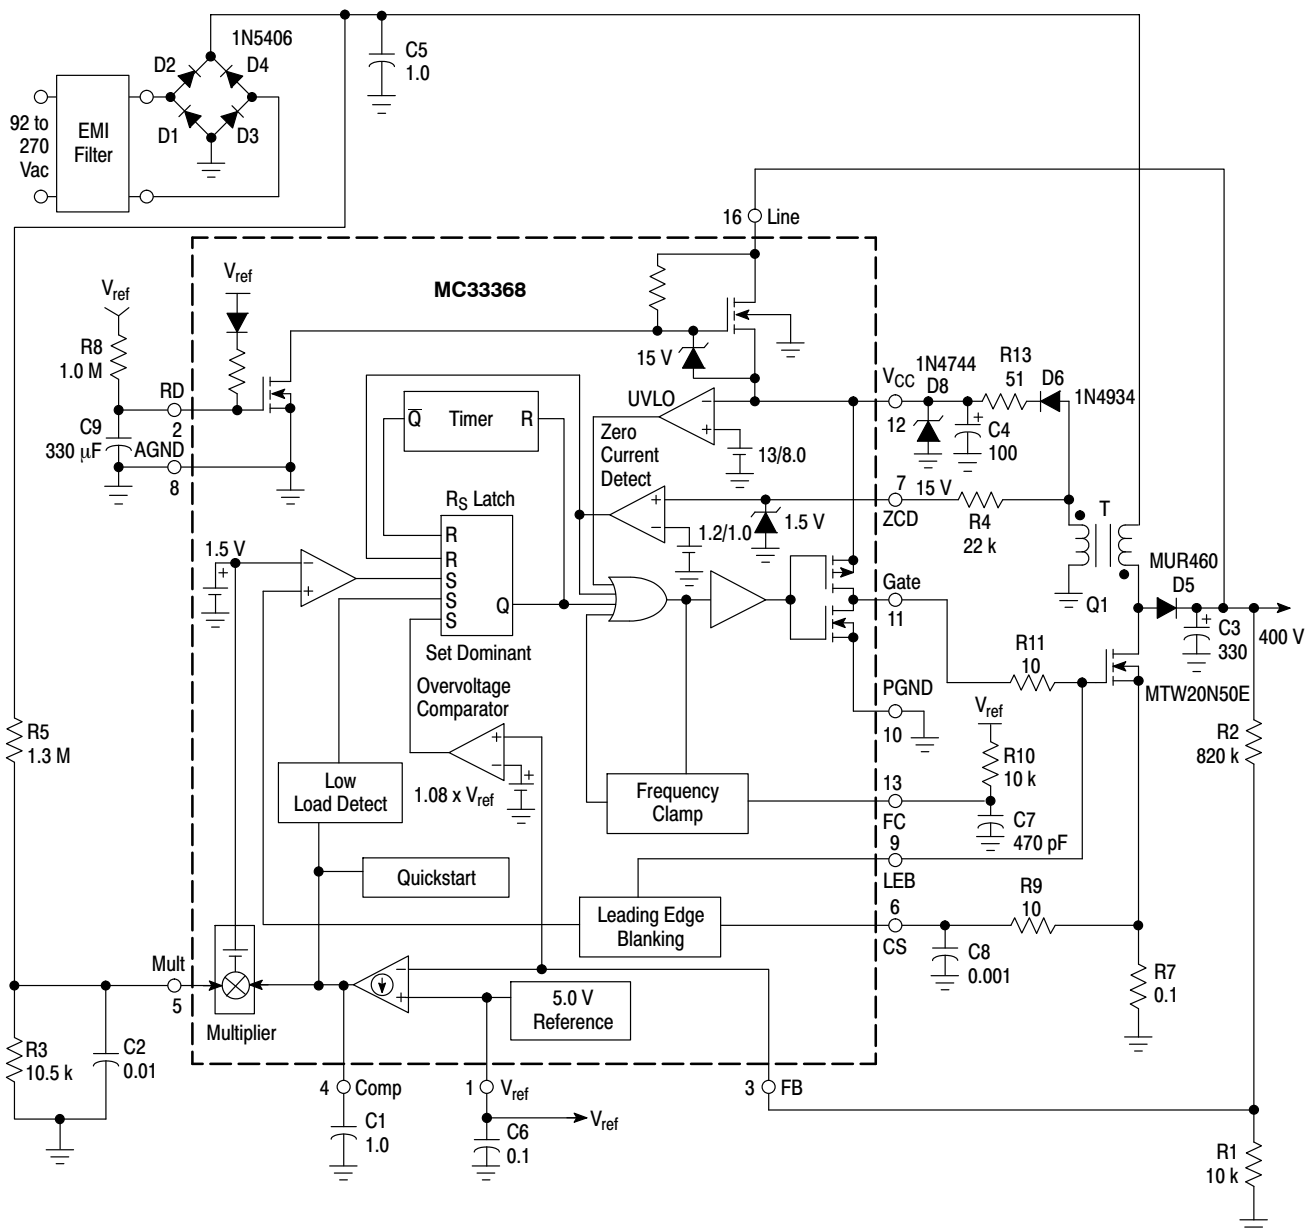 1N5406
D2
D4
D1
D3
C5
1.0
92 to
270
Vac
EMI
Filter
16
Line
Vref
Vref
MC33368
R8
1.0 M
RD
2
C9
330 µF
AGND
8
15 V
UVLO
−
+
13/8.0
VCC
12
1N4744
D8
R13
51
D6
1N4934
+
C4
100
Q̅
Timer
R
Zero
Current
Detect
+
−
1.2/1.0
1.5 V
7
ZCD
15 V
R4
22 k
T
RS Latch
R
R
S
S
S
Q
Set Dominant
1.5 V
+
−
+
Gate
11
MUR460
D5
Q1
+
C3
330
400 V
R11
10
MTW20N50E
PGND
10
Overvoltage
Comparator
+
−
+
1.08 x Vref
Low
Load Detect
Quickstart
Frequency
Clamp
Vref
R10
10 k
13
FC
C7
470 pF
9
LEB
R2
820 k
R5
1.3 M
Leading Edge
Blanking
6
CS
R9
10
C8
0.001
R7
0.1
Mult
5
Multiplier
−
+
5.0 V
Reference
R3
10.5 k
C2
0.01
4
Comp
1
Vref
3
FB
C1
1.0
C6
0.1
Vref
R1
10 k